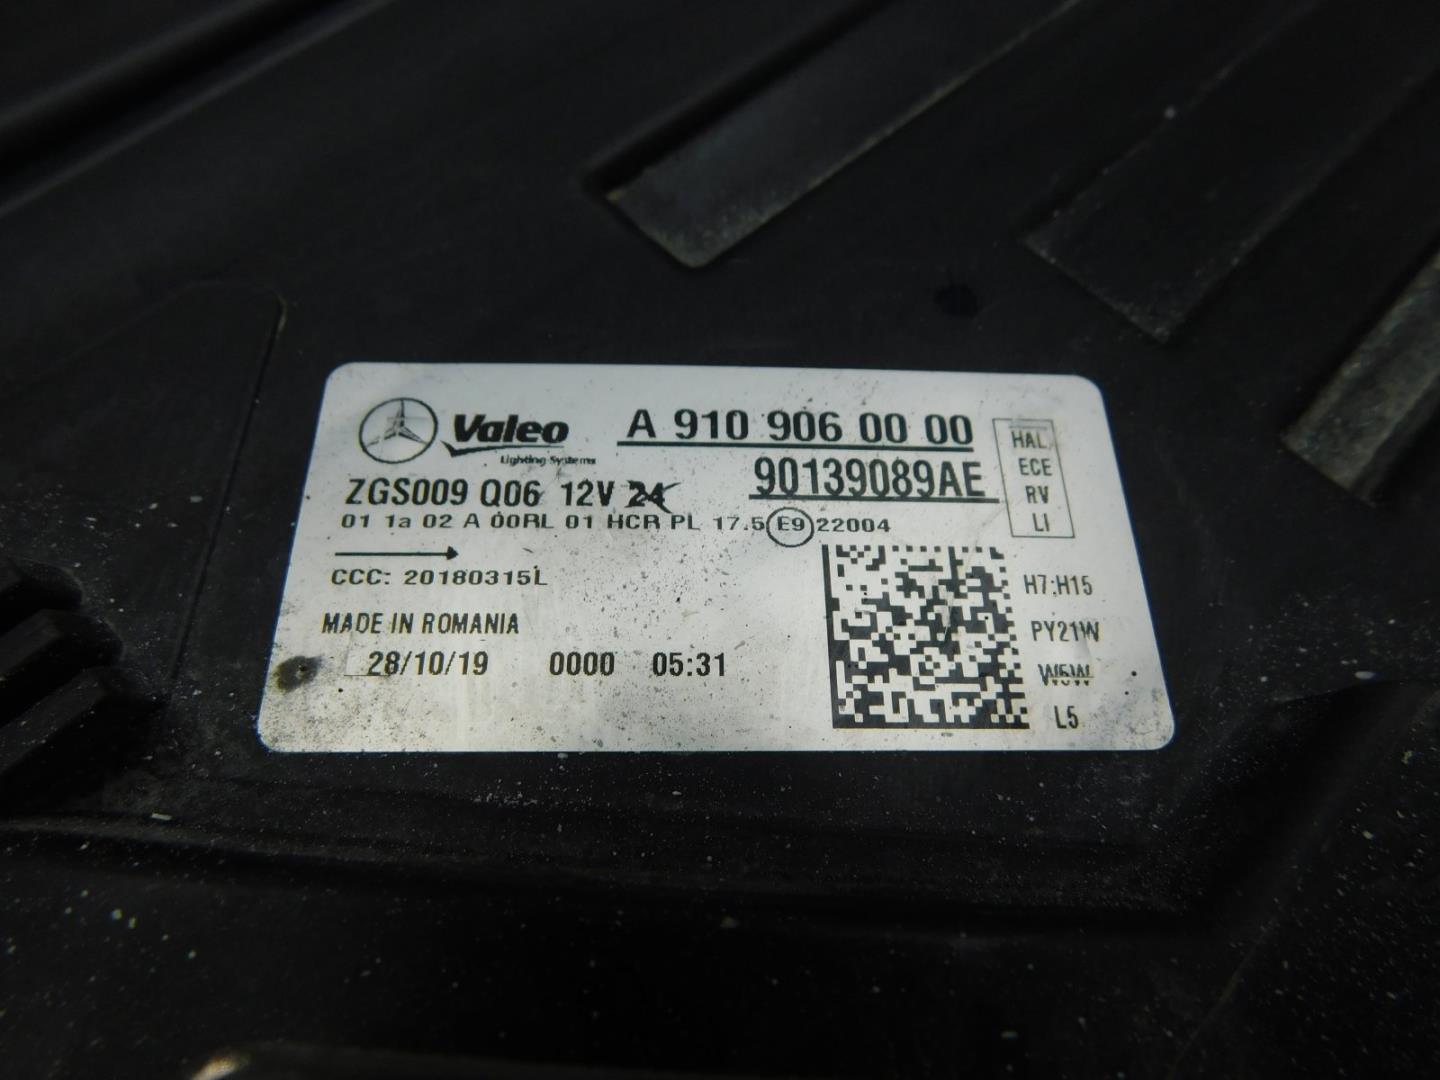 Valeo
Lighting Systems
A 910 906 00 00
90139089AE
ZGS009 Q06 12V 24
01 1a 02 A 00RL 01 HCR PL 17.5 E9 22004
CCC: 20180315L
MADE IN ROMANIA
28/10/19 0000 05:31
HAL
ECE
RV
LI
H7:H15
PY21W
W5W
L5